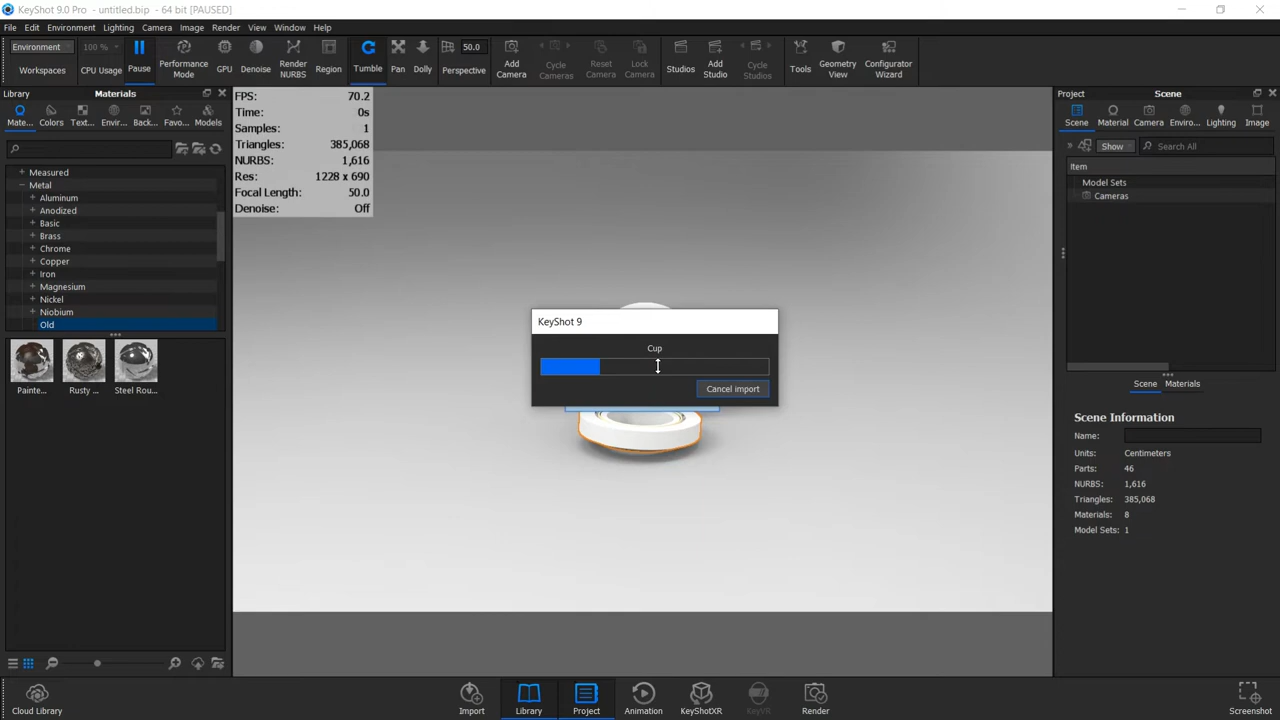 KeyShot 9.0 Pro - untitled.bip - 64 bit [PAUSED]
File Edit Environment Lighting Camera Image Render View Window Help
Environment 100 % 50.0
Workspaces CPU Usage Pause Performance Mode GPU Denoise Render NURBS Region Tumble Pan Dolly Perspective Add Camera Cycle Cameras Reset Camera Lock Camera Studios Add Studio Cycle Studios Tools Geometry View Configurator Wizard
Library Materials
Mate... Colors Text... Envir... Back... Favo... Models
Measured
Metal
Aluminum
Anodized
Basic
Brass
Chrome
Copper
Iron
Magnesium
Nickel
Niobium
Old
Painte... Rusty ... Steel Rou...
FPS: 70.2
Time: 0s
Samples: 1
Triangles: 385,068
NURBS: 1,616
Res: 1228 x 690
Focal Length: 50.0
Denoise: Off
KeyShot 9
Cup
Cancel import
Project Scene
Scene Material Camera Enviro... Lighting Image
Show Search All
Item
Model Sets
Cameras
Scene Materials
Scene Information
Name:
Units: Centimeters
Parts: 46
NURBS: 1,616
Triangles: 385,068
Materials: 8
Model Sets: 1
Cloud Library Import Library Project Animation KeyShotXR KeyVR Render Screenshot